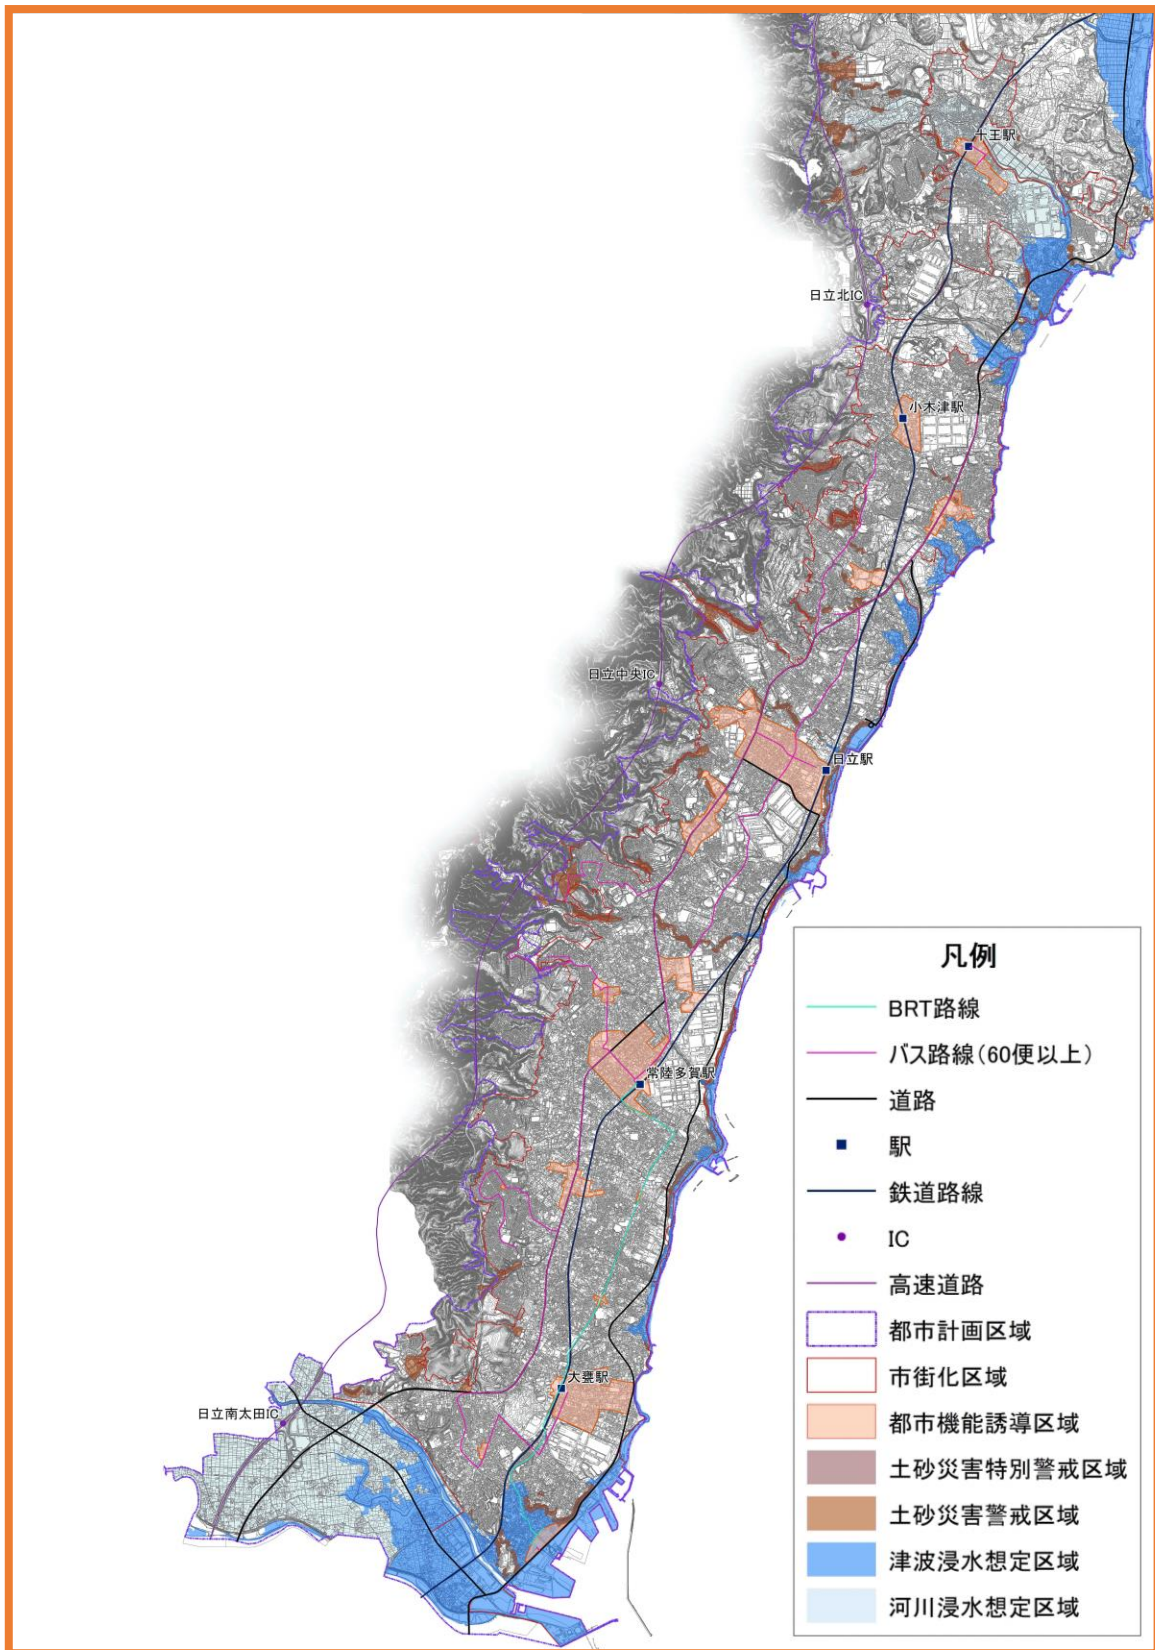 十王駅
日立北IC
小木津駅
日立中央IC
日立駅
常陸多賀駅
大甕駅
日立南太田IC
凡例
BRT路線
バス路線(60便以上)
道路
駅
鉄道路線
IC
高速道路
都市計画区域
市街化区域
都市機能誘導区域
土砂災害特別警戒区域
土砂災害警戒区域
津波浸水想定区域
河川浸水想定区域